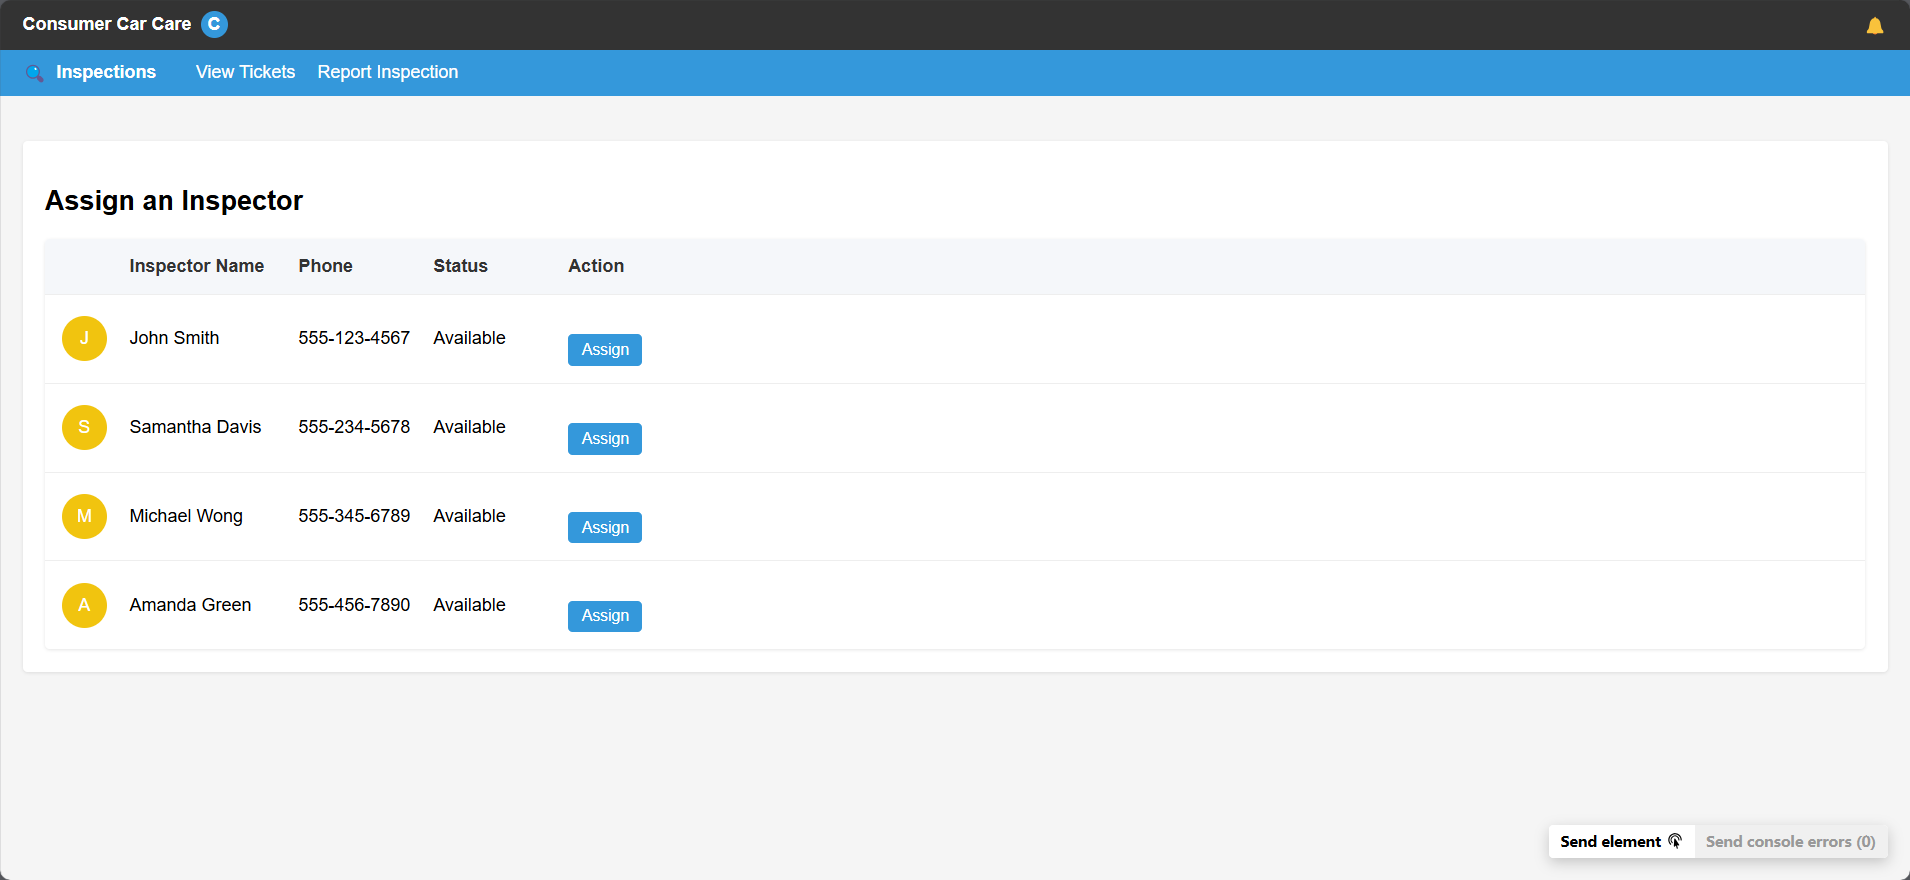 Consumer Car Care C
Inspections View Tickets Report Inspection
Assign an Inspector
Inspector Name Phone Status Action
J John Smith 555-123-4567 Available Assign
S Samantha Davis 555-234-5678 Available Assign
M Michael Wong 555-345-6789 Available Assign
A Amanda Green 555-456-7890 Available Assign
Send element Send console errors (0)